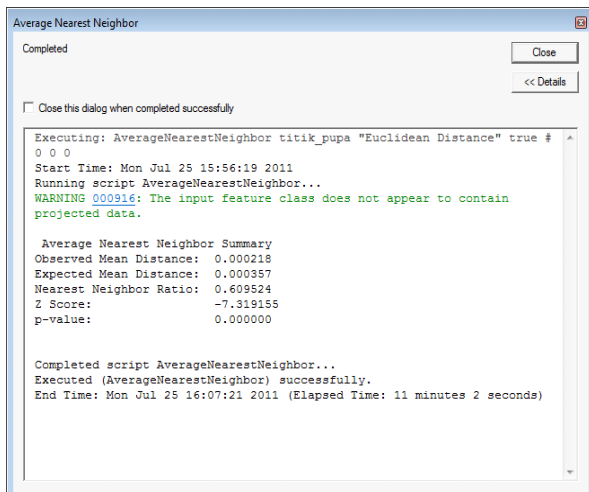 Average Nearest Neighbor
Completed
Close
<< Details
Close this dialog when completed successfully
Executing: AverageNearestNeighbor titik_pupa "Euclidean Distance" true #
0 0 0
Start Time: Mon Jul 25 15:56:19 2011
Running script AverageNearestNeighbor...
WARNING 000916: The input feature class does not appear to contain
projected data.
Average Nearest Neighbor Summary
Observed Mean Distance: 0.000218
Expected Mean Distance: 0.000357
Nearest Neighbor Ratio: 0.609524
Z Score: -7.319155
p-value: 0.000000
Completed script AverageNearestNeighbor...
Executed (AverageNearestNeighbor) successfully.
End Time: Mon Jul 25 16:07:21 2011 (Elapsed Time: 11 minutes 2 seconds)